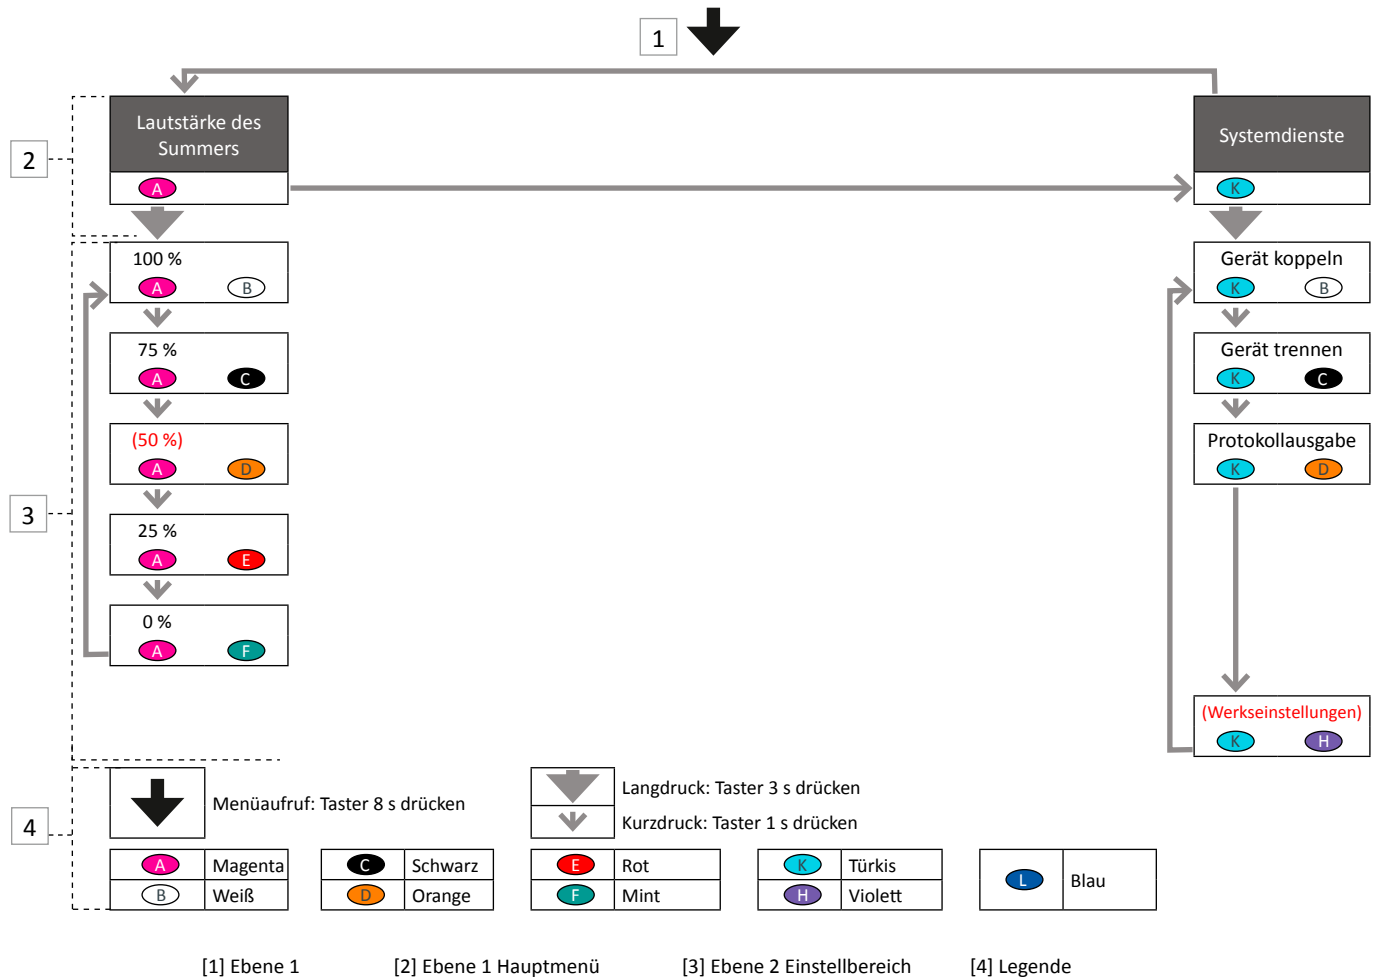 1
Lautstärke des
Summers
Systemdienste
2
A
K
100 %
A B
Gerät koppeln
K B
75 %
A C
Gerät trennen
K C
(50 %)
A D
Protokollausgabe
K D
3
25 %
A E
0 %
A F
(Werkseinstellungen)
K H
4
Menüaufruf: Taster 8 s drücken
Langdruck: Taster 3 s drücken
Kurzdruck: Taster 1 s drücken
A Magenta
C Schwarz
E Rot
K Türkis
L Blau
B Weiß
D Orange
F Mint
H Violett
[1] Ebene 1 [2] Ebene 1 Hauptmenü [3] Ebene 2 Einstellbereich [4] Legende